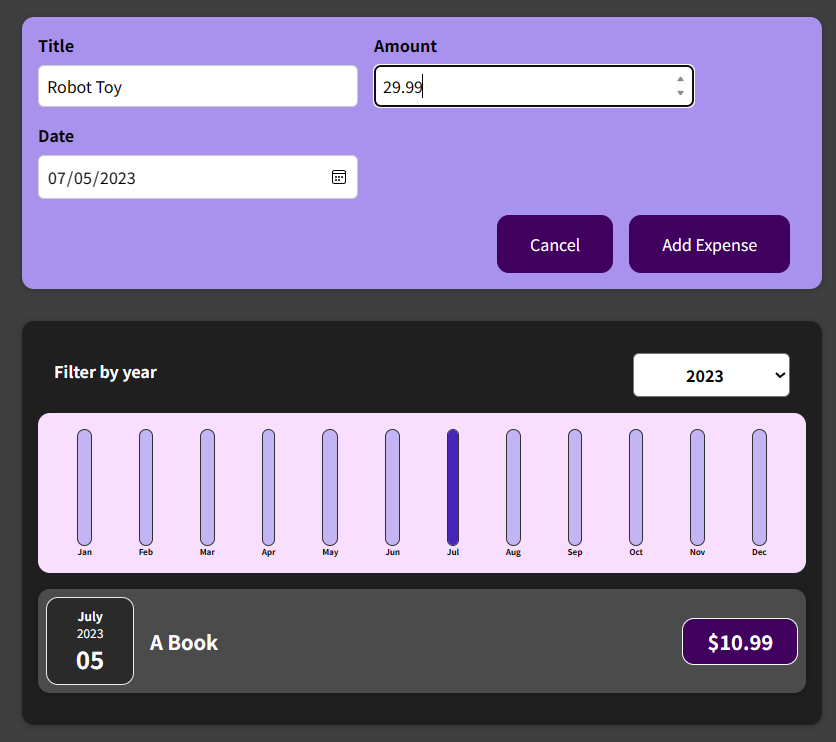 Title
Amount
Robot Toy
29.99
Date
07/05/2023
Cancel
Add Expense
Filter by year
2023
Jan Feb Mar Apr May Jun Jul Aug Sep Oct Nov Dec
July
2023
05
A Book
$10.99